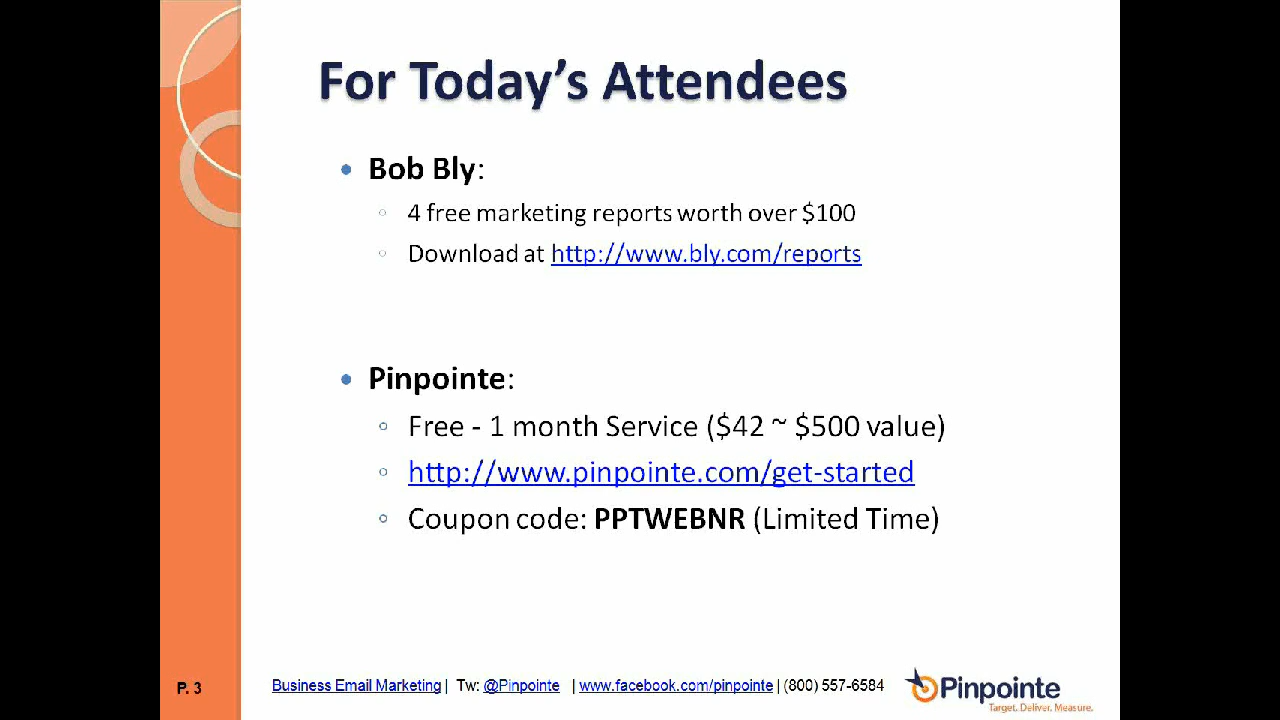 For Today's Attendees
Bob Bly:
4 free marketing reports worth over $100
Download at http://www.bly.com/reports
Pinpointe:
Free - 1 month Service ($42 ~ $500 value)
http://www.pinpointe.com/get-started
Coupon code: PPTWEBNR (Limited Time)
P. 3
Business Email Marketing | Tw: @Pinpointe | www.facebook.com/pinpointe | (800) 557-6584
Pinpointe
Target. Deliver. Measure.